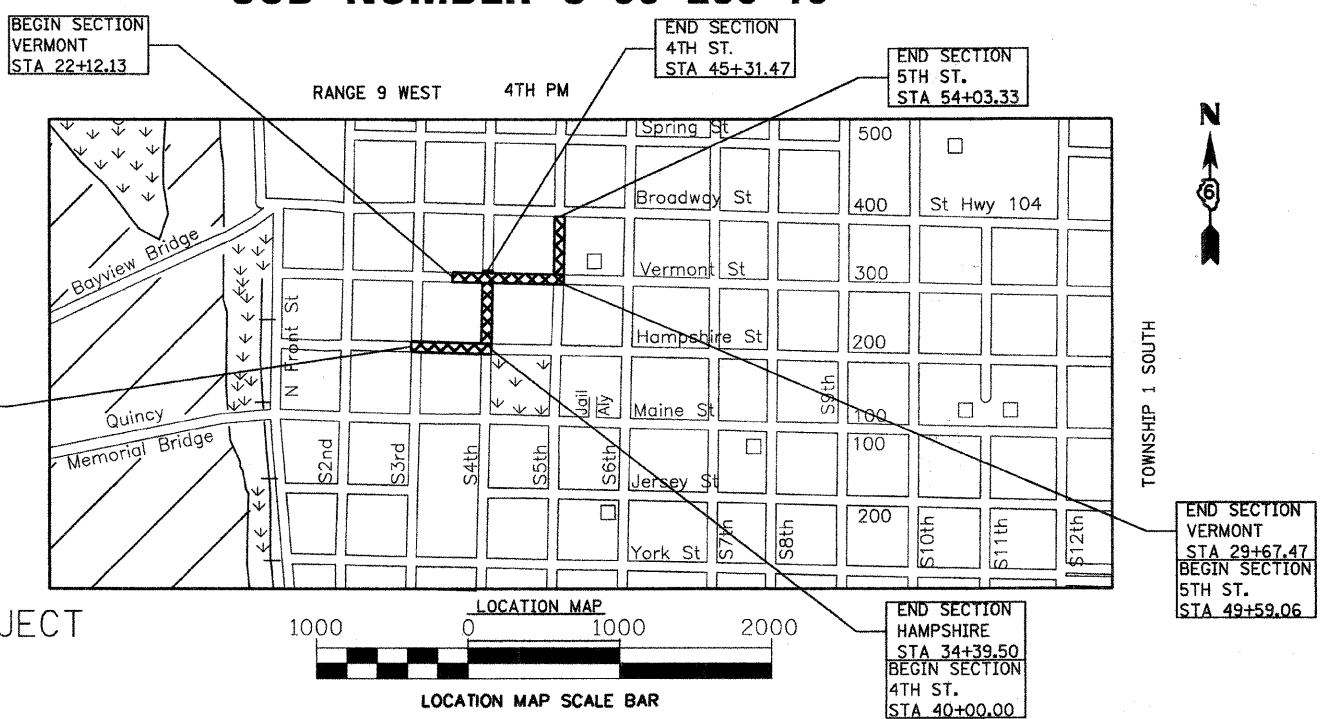 BEGIN SECTION
VERMONT
STA 22+12.13
END SECTION
4TH ST.
STA 45+31.47
END SECTION
5TH ST.
STA 54+03.33
RANGE 9 WEST 4TH PM
N
6
Spring St
500
Broadway St
400
St Hwy 104
Bayview Bridge
Vermont St
300
N Front St
Hampshire St
200
Quincy
Memorial Bridge
Jail
Aly
Maine St
S9th
100
100
TOWNSHIP 1 SOUTH
S2nd
S3rd
S4th
S5th
S6th
Jersey St
200
York St
S7th
S8th
S10th
S11th
S12th
END SECTION
VERMONT
STA 29+67.47
BEGIN SECTION
5TH ST.
STA 49+59.06
JECT
LOCATION MAP
1000 0 1000 2000
LOCATION MAP SCALE BAR
END SECTION
HAMPSHIRE
STA 34+39.50
BEGIN SECTION
4TH ST.
STA 40+00.00